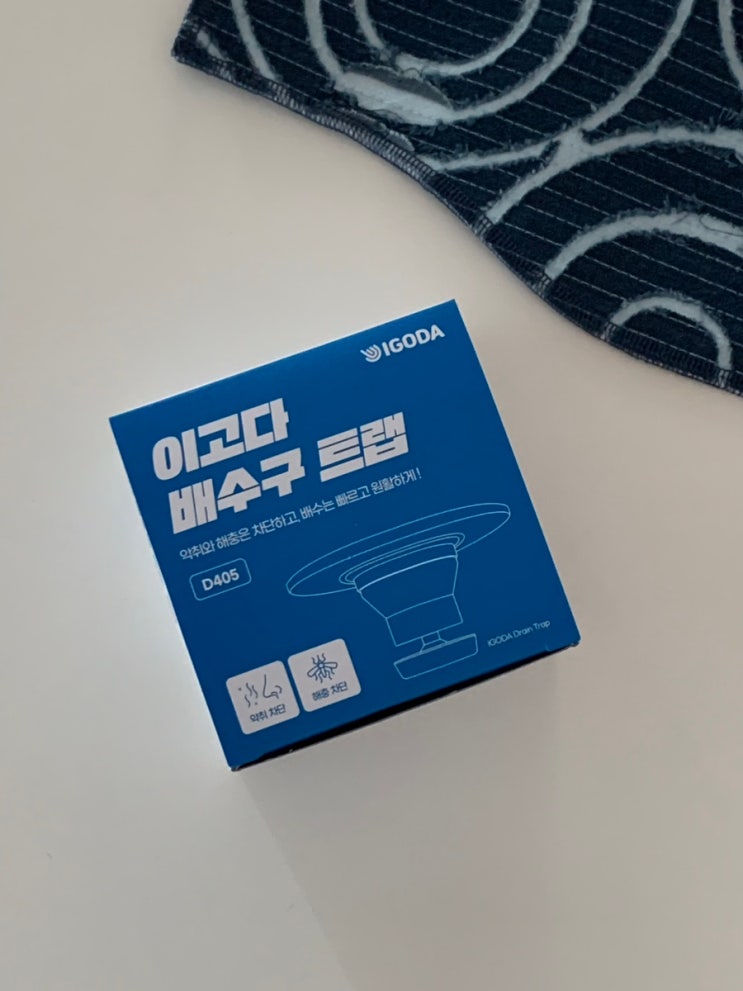 IGODA
이고다
배수구 트랩
악취와 해충은 차단하고, 배수는 빠르고 원활하게!
D405
IGODA Drain Trap
악취 차단
해충 차단